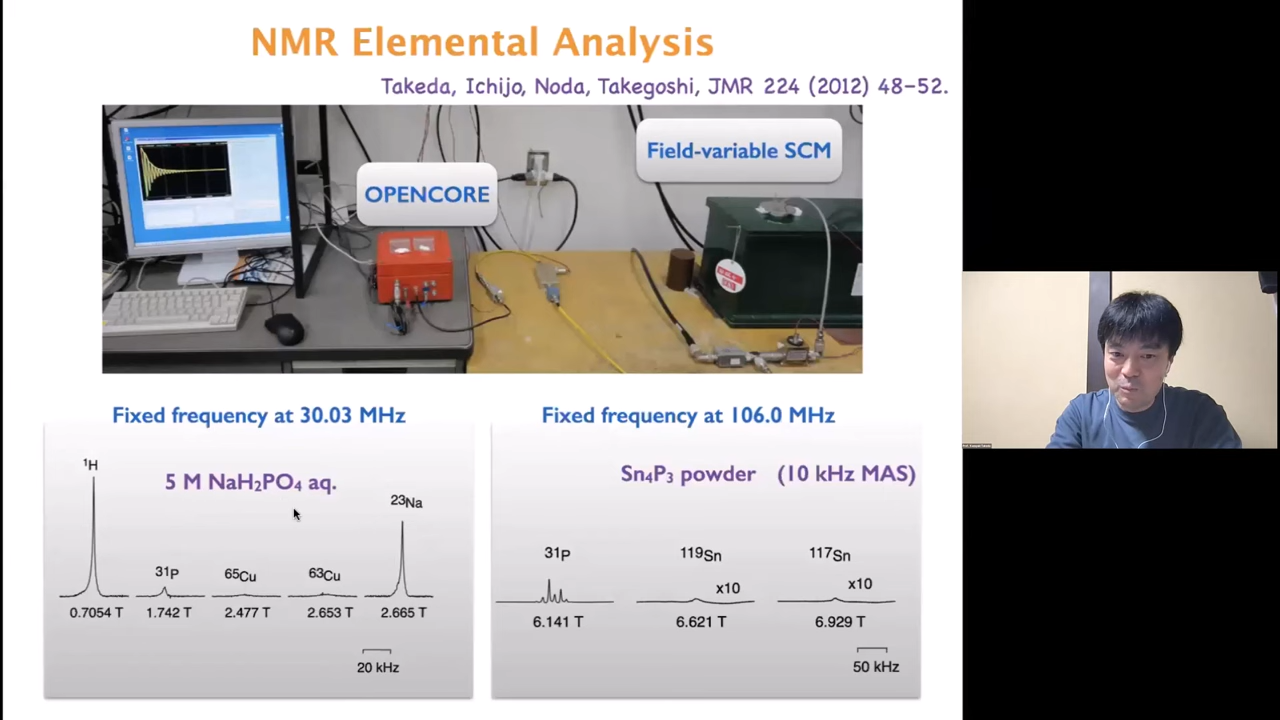 NMR Elemental Analysis
Takeda, Ichijo, Noda, Takegoshi, JMR 224 (2012) 48-52.
Field-variable SCM
OPENCORE
Fixed frequency at 30.03 MHz
5 M NaH₂PO₄ aq.
¹H
³¹P
⁶⁵Cu
⁶³Cu
²³Na
0.7054 T
1.742 T
2.477 T
2.653 T
2.665 T
20 kHz
Fixed frequency at 106.0 MHz
Sn₄P₃ powder (10 kHz MAS)
³¹P
¹¹⁹Sn
¹¹⁷Sn
x10
x10
6.141 T
6.621 T
6.929 T
50 kHz